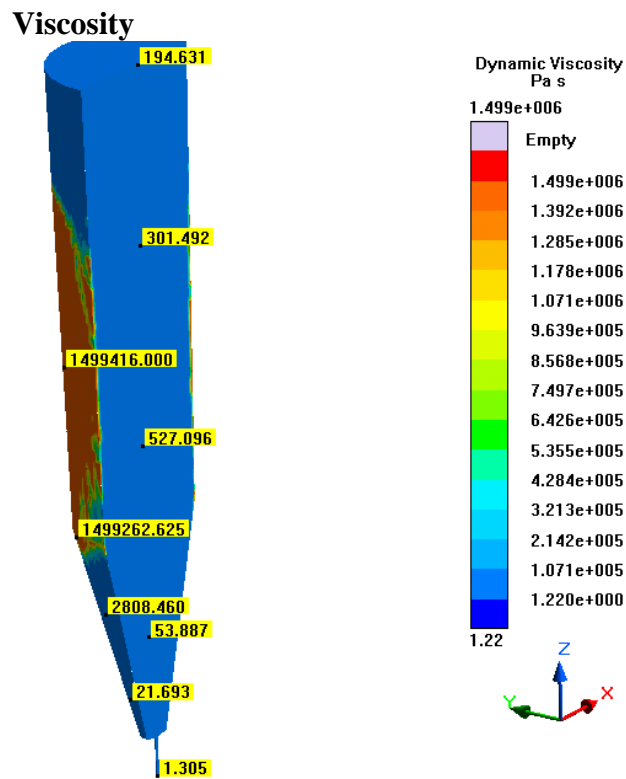 Viscosity
194.631
301.492
1499416.000
527.096
1499262.625
2808.460
53.887
21.693
1.305
Dynamic Viscosity
Pa s
1.499e+006
Empty
1.499e+006
1.392e+006
1.285e+006
1.178e+006
1.071e+006
9.639e+005
8.568e+005
7.497e+005
6.426e+005
5.355e+005
4.284e+005
3.213e+005
2.142e+005
1.071e+005
1.220e+000
1.22
Z
Y
X